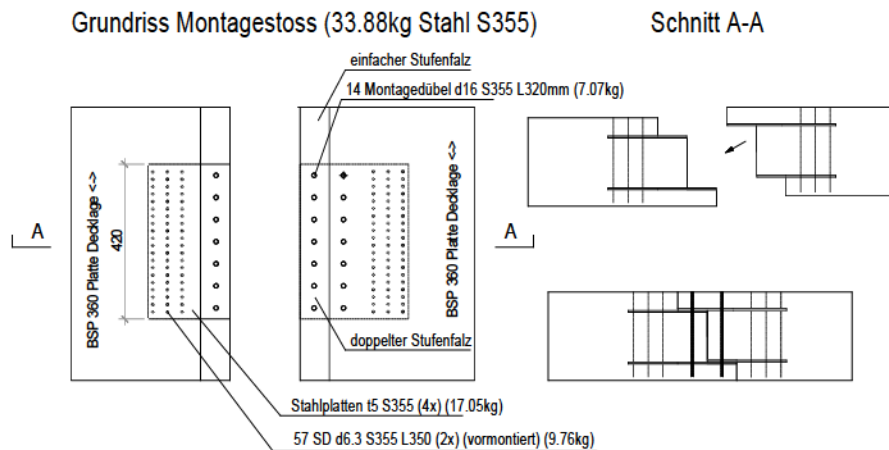 Grundriss Montagestoss (33.88kg Stahl S355)
Schnitt A-A
einfacher Stufenfalz
14 Montagedübel d16 S355 L320mm (7.07kg)
BSP 360 Platte Decklage <->
420
A
BSP 360 Platte Decklage <->
A
doppelter Stufenfalz
Stahlplatten t5 S355 (4x) (17.05kg)
57 SD d6.3 S355 L350 (2x) (vormontiert) (9.76kg)